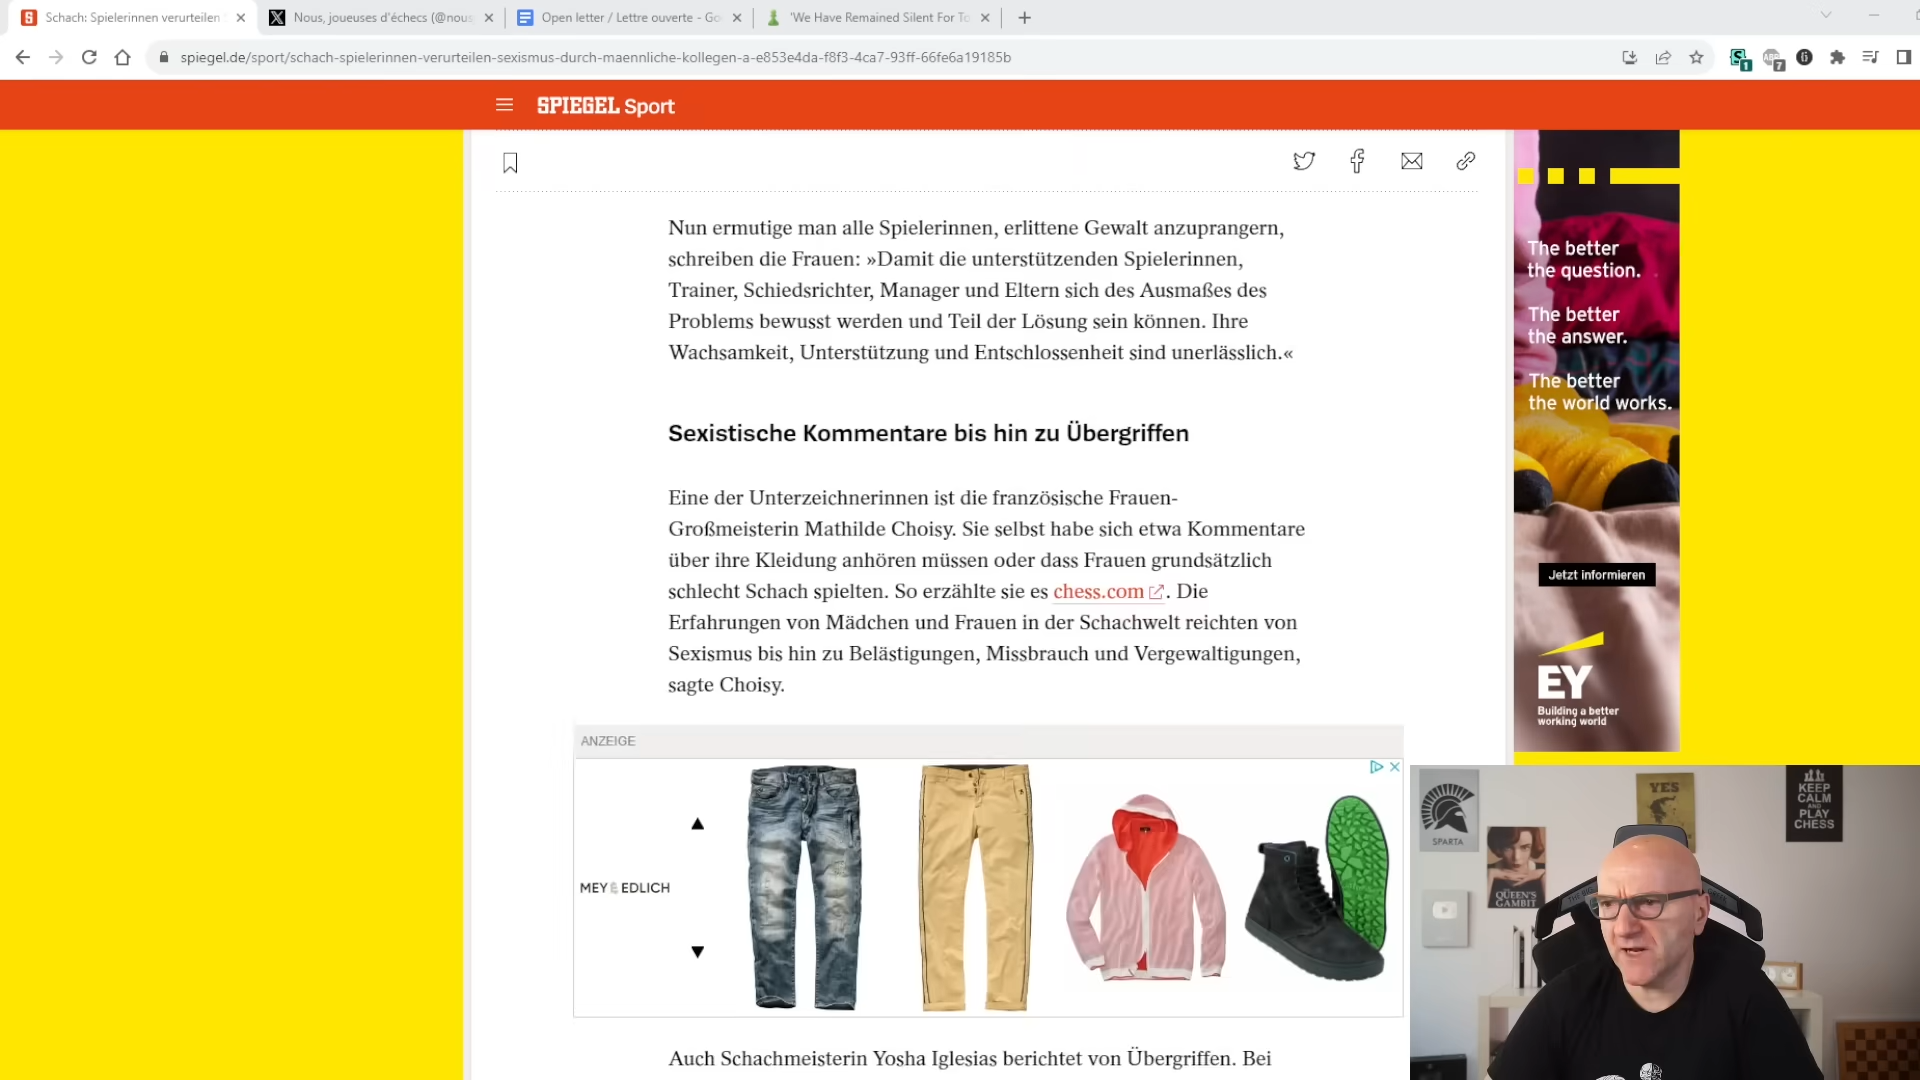 Schach: Spielerinnen verurteilen
Nous, joueuses d'échecs (@nous
Open letter / Lettre ouverte - Go
'We Have Remained Silent For To
spiegel.de/sport/schach-spielerinnen-verurteilen-sexismus-durch-maennliche-kollegen-a-e853e4da-f8f3-4ca7-93ff-66fe6a19185b
1
7
SPIEGEL Sport
Nun ermutige man alle Spielerinnen, erlittene Gewalt anzuprangern,
schreiben die Frauen: »Damit die unterstützenden Spielerinnen,
Trainer, Schiedsrichter, Manager und Eltern sich des Ausmaßes des
Problems bewusst werden und Teil der Lösung sein können. Ihre
Wachsamkeit, Unterstützung und Entschlossenheit sind unerlässlich.«
Sexistische Kommentare bis hin zu Übergriffen
Eine der Unterzeichnerinnen ist die französische Frauen-
Großmeisterin Mathilde Choisy. Sie selbst habe sich etwa Kommentare
über ihre Kleidung anhören müssen oder dass Frauen grundsätzlich
schlecht Schach spielten. So erzählte sie es chess.com. Die
Erfahrungen von Mädchen und Frauen in der Schachwelt reichten von
Sexismus bis hin zu Belästigungen, Missbrauch und Vergewaltigungen,
sagte Choisy.
ANZEIGE
MEY & EDLICH
Auch Schachmeisterin Yosha Iglesias berichtet von Übergriffen. Bei
The better
the question.
The better
the answer.
The better
the world works.
Jetzt informieren
EY
Building a better
working world
SPARTA
YES
KEEP
CALM
AND
PLAY
CHESS
THE
QUEEN'S
GAMBIT